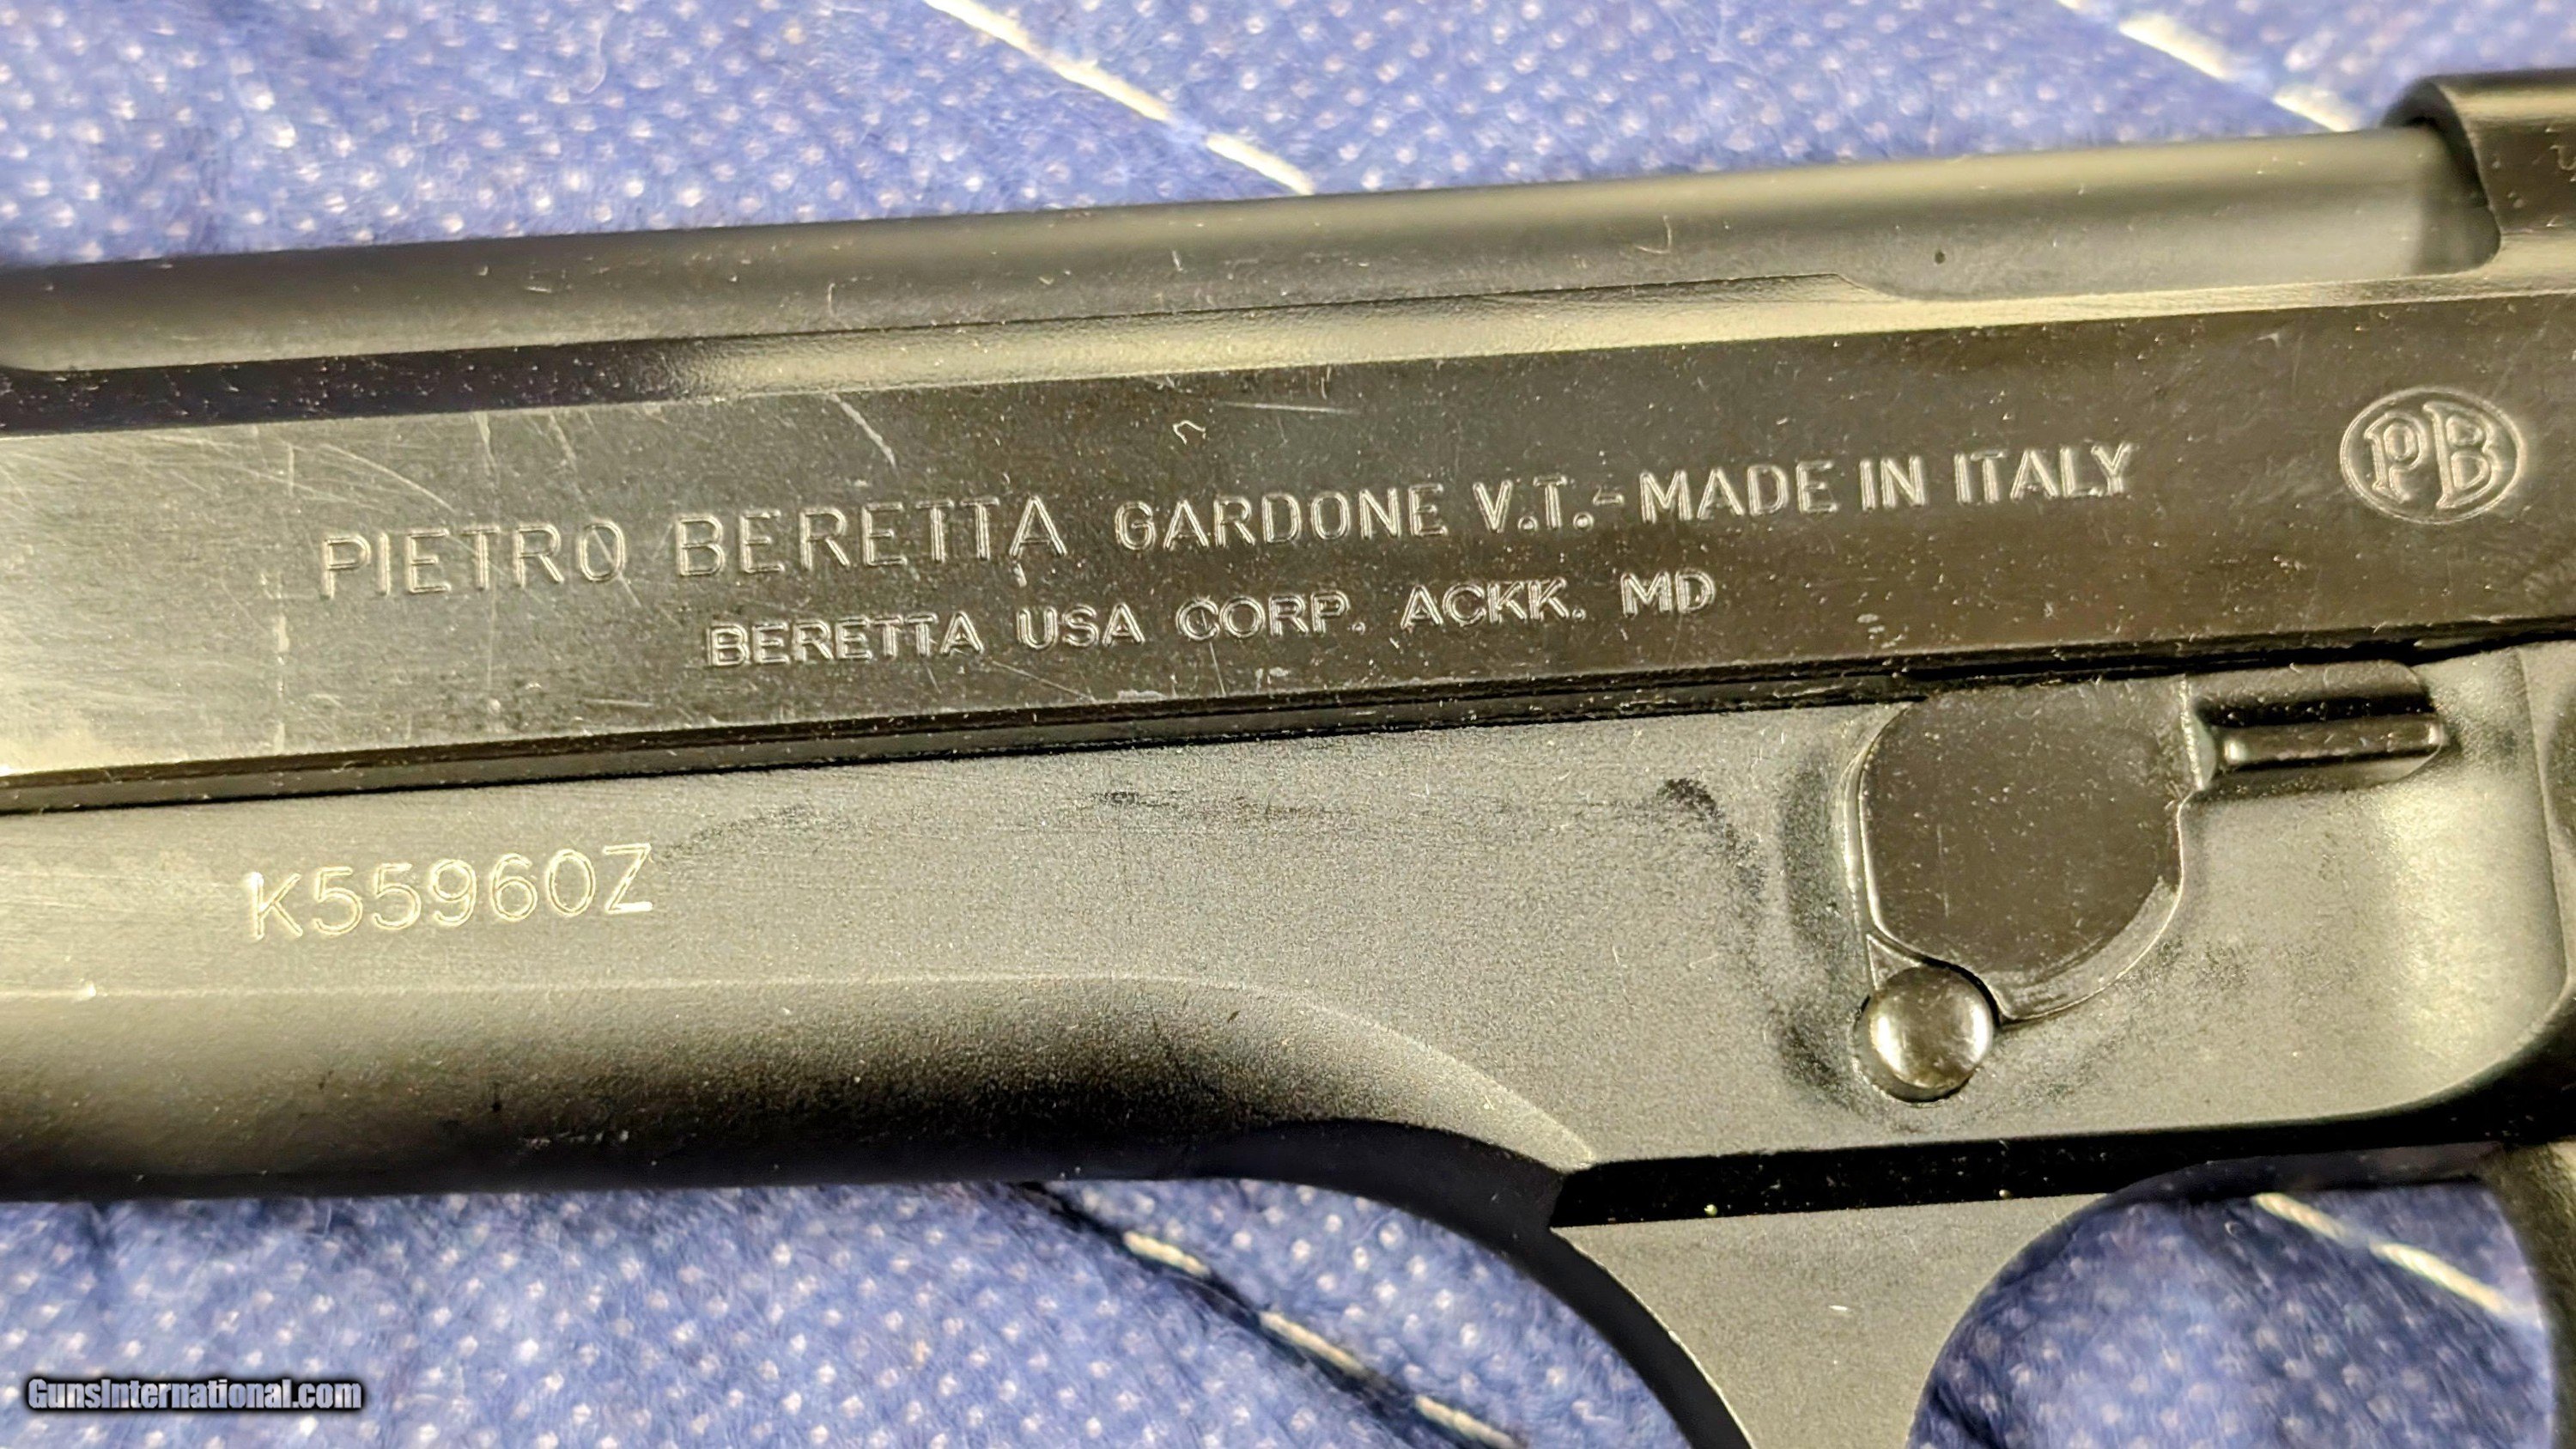 PIETRO BERETTA GARDONE V.T.-MADE IN ITALY
PB
BERETTA USA CORP. ACKK. MD
K55960Z
GunsInternational.com